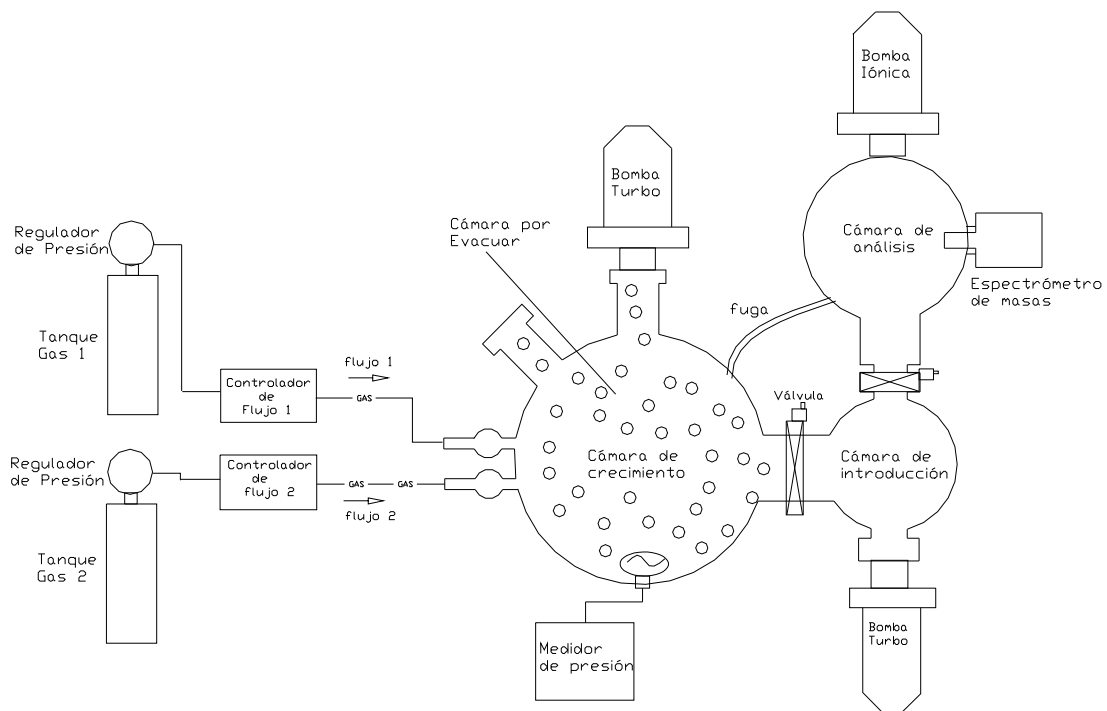 Bomba
Iónica
Bomba
Turbo
Cámara por
Evacuar
Regulador
de Presión
Cámara de
análisis
Espectrómetro
de masas
fuga
Tanque
Gas 1
flujo 1
Controlador
de
Flujo 1
GAS
Válvula
Regulador
de Presión
Controlador
de
flujo 2
GAS
GAS
flujo 2
Cámara de
crecimiento
Cámara de
introducción
Tanque
Gas 2
Medidor
de presión
Bomba
Turbo